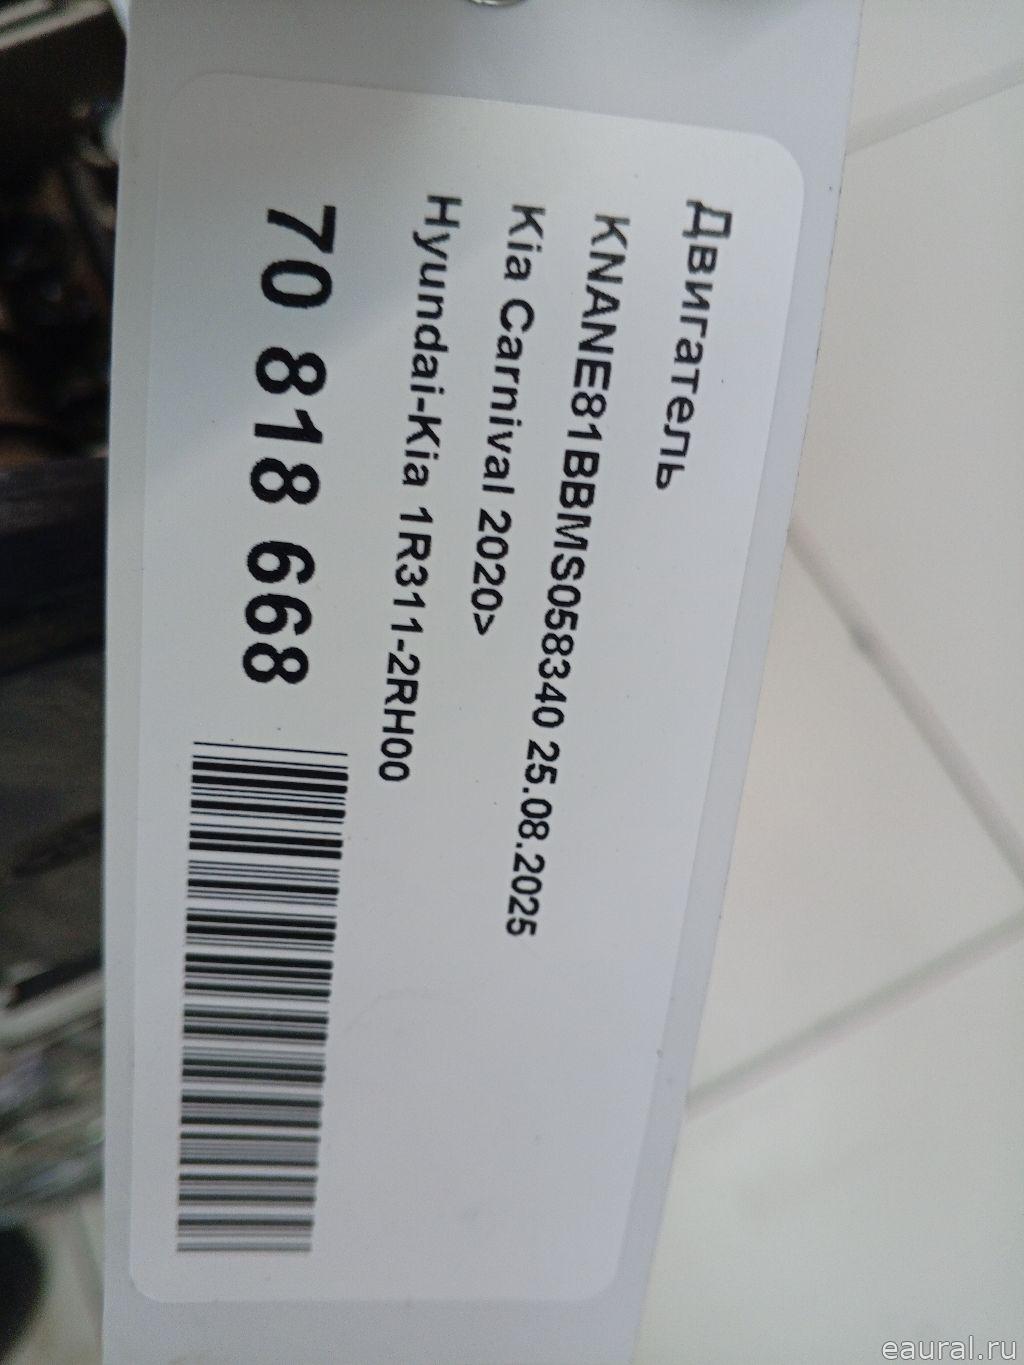 Двигатель
KNANE81BBMS058340 25.08.2025
Kia Carnival 2020>
Hyundai-Kia 1R311-2RH00
70 818 668
eaural.ru